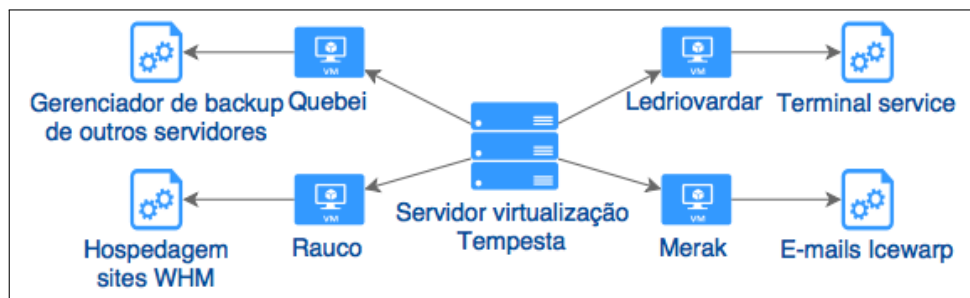 VM
VM
Gerenciador de backup
de outros servidores
Quebei
Ledriovardar
Terminal service
VM
VM
Hospedagem
sites WHM
Rauco
Servidor virtualização
Tempesta
Merak
E-mails Icewarp